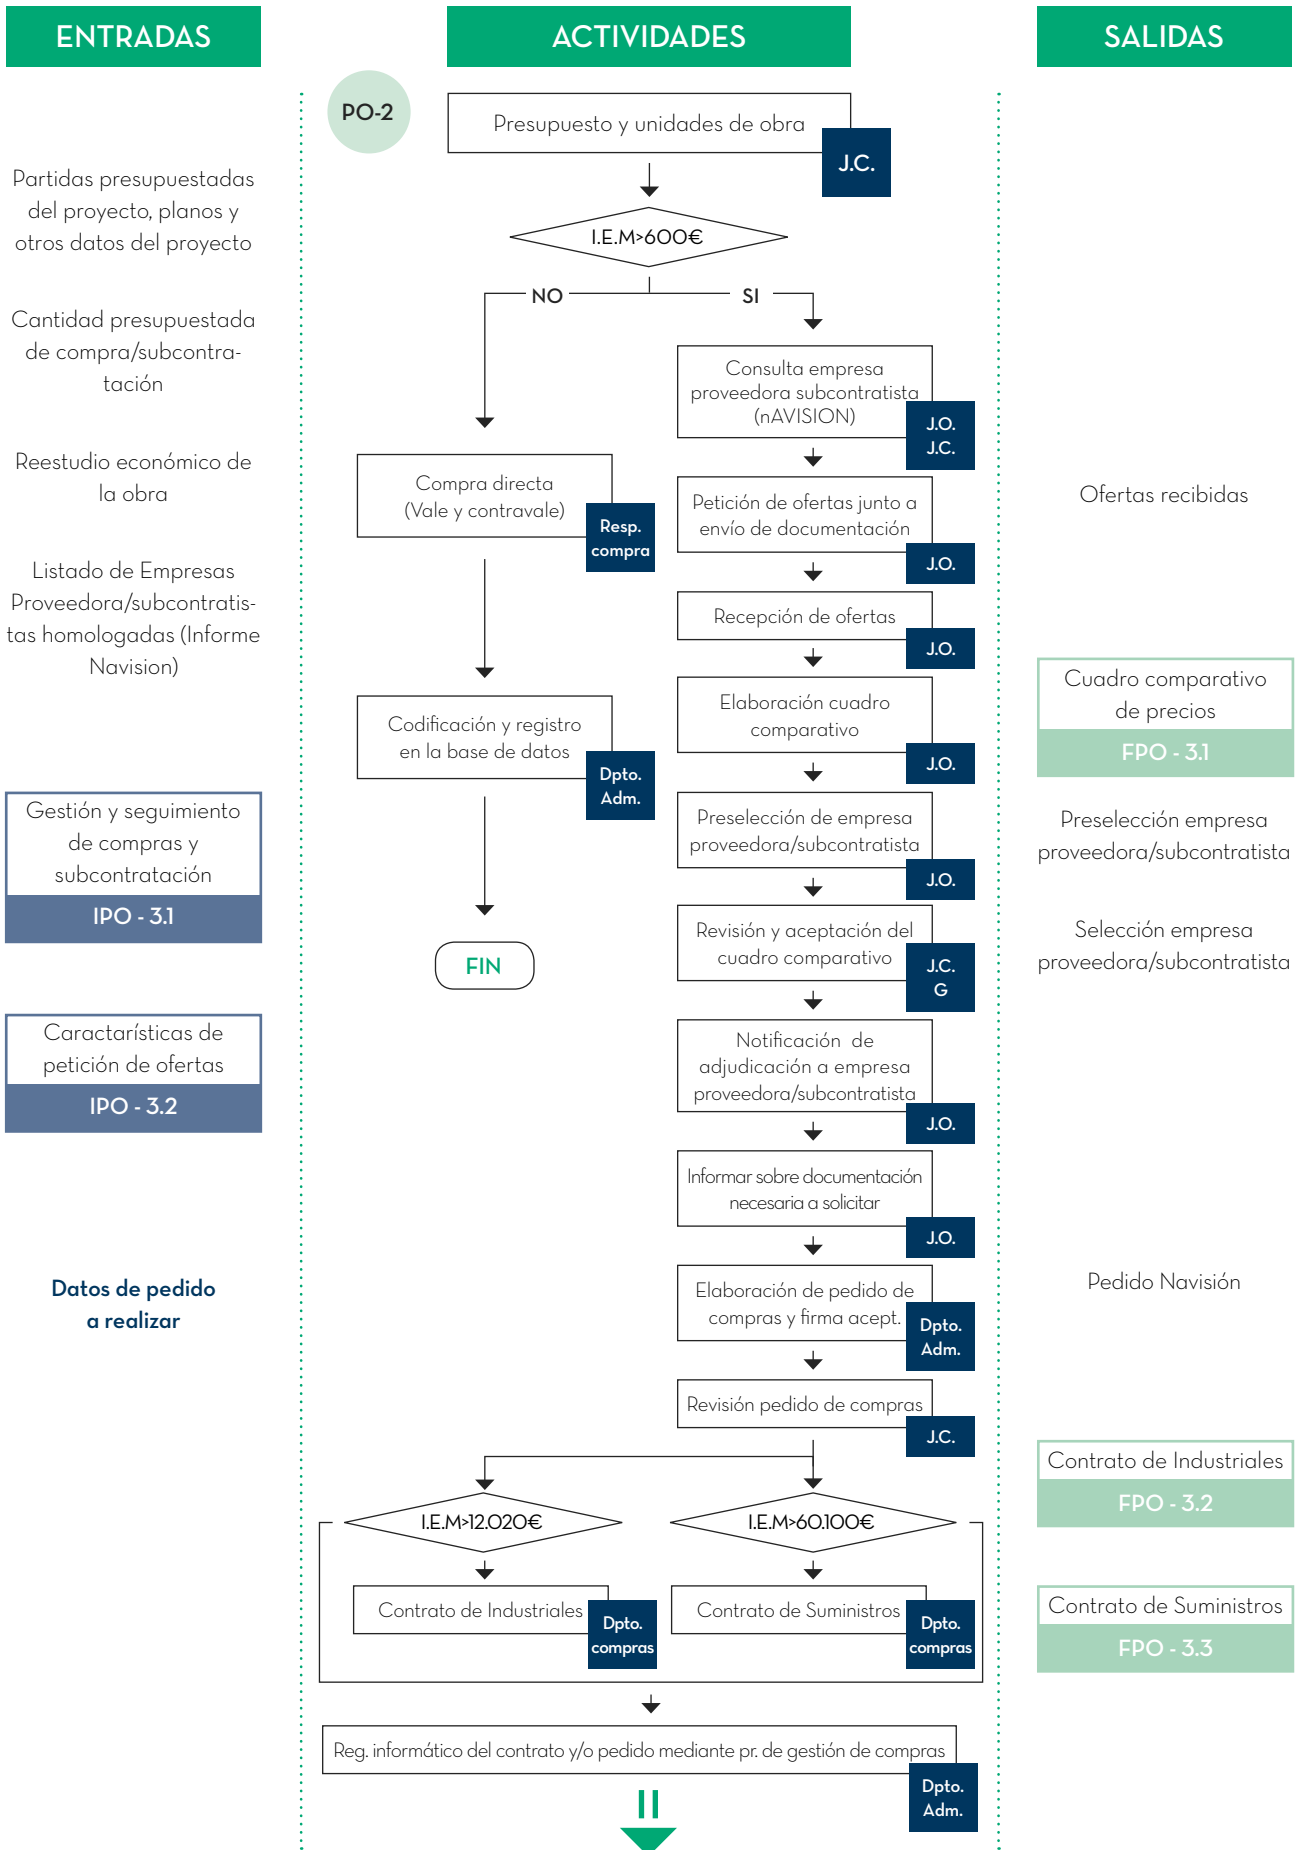 ENTRADAS
Partidas presupuestadas
del proyecto, planos y
otros datos del proyecto
Cantidad presupuestada
de compra/subcontra-
tación
Reestudio económico de
la obra
Listado de Empresas
Proveedora/subcontratis-
tas homologadas (Informe
Navision)
Gestión y seguimiento
de compras y
subcontratación
IPO - 3.1
Caractarísticas de
petición de ofertas
IPO - 3.2
Datos de pedido
a realizar
ACTIVIDADES
PO-2
Presupuesto y unidades de obra
J.C.
I.E.M>600€
NO
SI
Compra directa
(Vale y contravale)
Resp.
compra
Codificación y registro
en la base de datos
Dpto.
Adm.
FIN
Consulta empresa
proveedora subcontratista
(nAVISION)
J.O.
J.C.
Petición de ofertas junto a
envío de documentación
J.O.
Recepción de ofertas
J.O.
Elaboración cuadro
comparativo
J.O.
Preselección de empresa
proveedora/subcontratista
J.O.
Revisión y aceptación del
cuadro comparativo
J.C.
G
Notificación de
adjudicación a empresa
proveedora/subcontratista
J.O.
Informar sobre documentación
necesaria a solicitar
J.O.
Elaboración de pedido de
compras y firma acept.
Dpto.
Adm.
Revisión pedido de compras
J.C.
I.E.M>12.020€
I.E.M>60.100€
Contrato de Industriales
Dpto.
compras
Contrato de Suministros
Dpto.
compras
Reg. informático del contrato y/o pedido mediante pr. de gestión de compras
Dpto.
Adm.
SALIDAS
Ofertas recibidas
Cuadro comparativo
de precios
FPO - 3.1
Preselección empresa
proveedora/subcontratista
Selección empresa
proveedora/subcontratista
Pedido Navisión
Contrato de Industriales
FPO - 3.2
Contrato de Suministros
FPO - 3.3